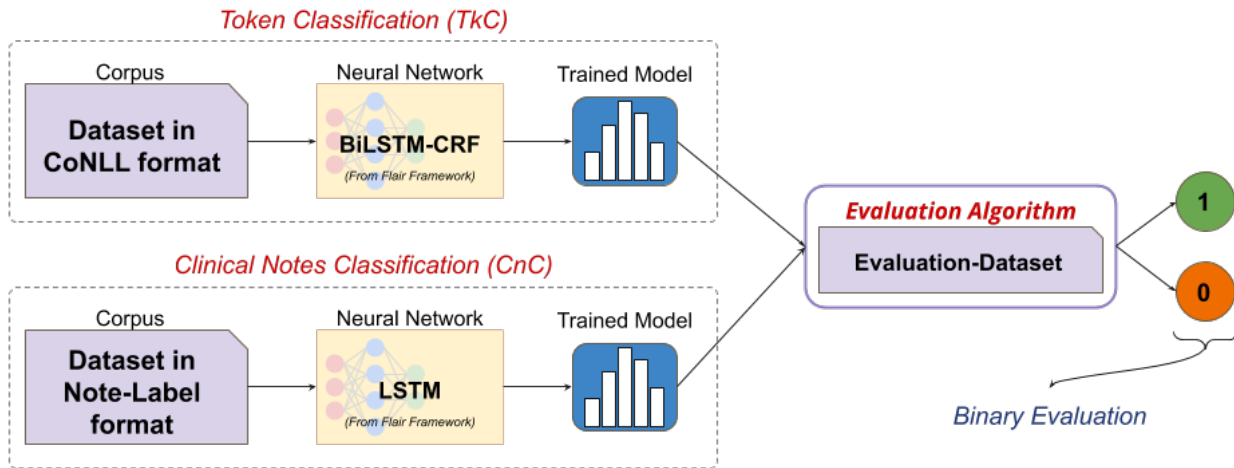 Token Classification (TkC)
Corpus
Dataset in
CoNLL format
Neural Network
BiLSTM-CRF
(From Flair Framework)
Trained Model
Clinical Notes Classification (CnC)
Corpus
Dataset in
Note-Label
format
Neural Network
LSTM
(From Flair Framework)
Trained Model
Evaluation Algorithm
Evaluation-Dataset
1
0
Binary Evaluation